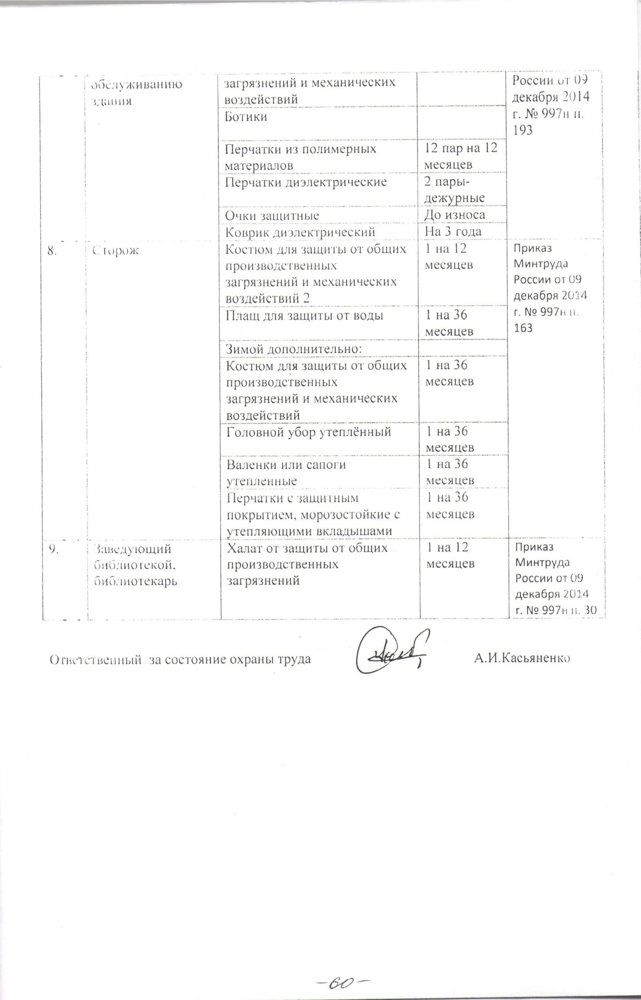 обслуживанию
здания
загрязнений и механических
воздействий
России от 09
декабря 2014
г. № 997н п.
193
Ботики
Перчатки из полимерных
материалов
12 пар на 12
месяцев
Перчатки диэлектрические
2 пары-
дежурные
Очки защитные
До износа
Коврик диэлектрический
На 3 года
8.
Сторож
Костюм для защиты от общих
производственных
загрязнений и механических
воздействий 2
1 на 12
месяцев
Приказ
Минтруда
России от 09
декабря 2014
г. № 997н п.
163
Плащ для защиты от воды
1 на 36
месяцев
Зимой дополнительно:
Костюм для защиты от общих
производственных
загрязнений и механических
воздействий
1 на 36
месяцев
Головной убор утеплённый
1 на 36
месяцев
Валенки или сапоги
утепленные
1 на 36
месяцев
Перчатки с защитным
покрытием, морозостойкие с
утепляющими вкладышами
1 на 36
месяцев
9.
Заведующий
библиотекой,
библиотекарь
Халат от защиты от общих
производственных
загрязнений
1 на 12
месяцев
Приказ
Минтруда
России от 09
декабря 2014
г. № 997н п. 30
Ответственный за состояние охраны труда
А.И.Касьяненко
-60-